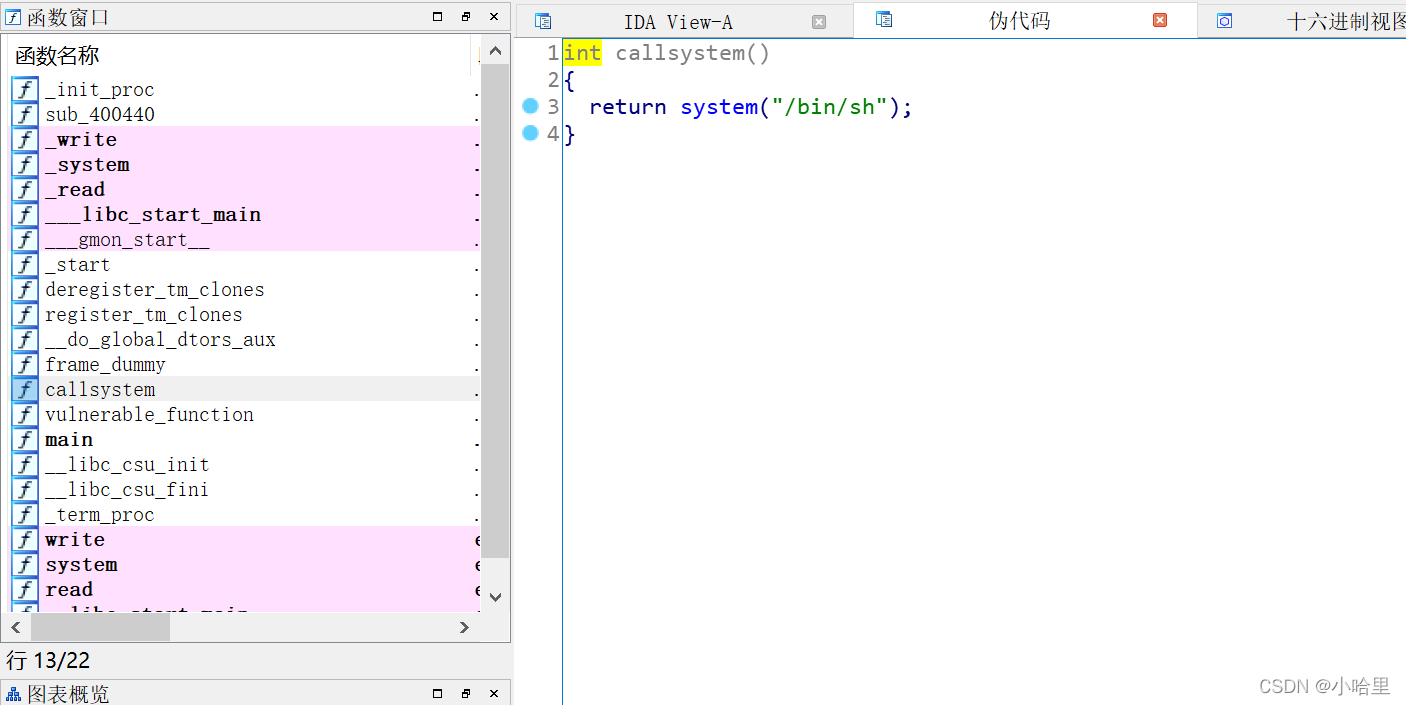 函数窗口
函数名称
_init_proc
sub_400440
_write
_system
_read
___libc_start_main
___gmon_start__
_start
deregister_tm_clones
register_tm_clones
__do_global_dtors_aux
frame_dummy
callsystem
vulnerable_function
main
__libc_csu_init
__libc_csu_fini
_term_proc
write
system
read
__libc_start_main
行 13/22
图表概览
IDA View-A
伪代码
十六进制视图
1 int callsystem()
2 {
3 return system("/bin/sh");
4 }
CSDN @小哈里